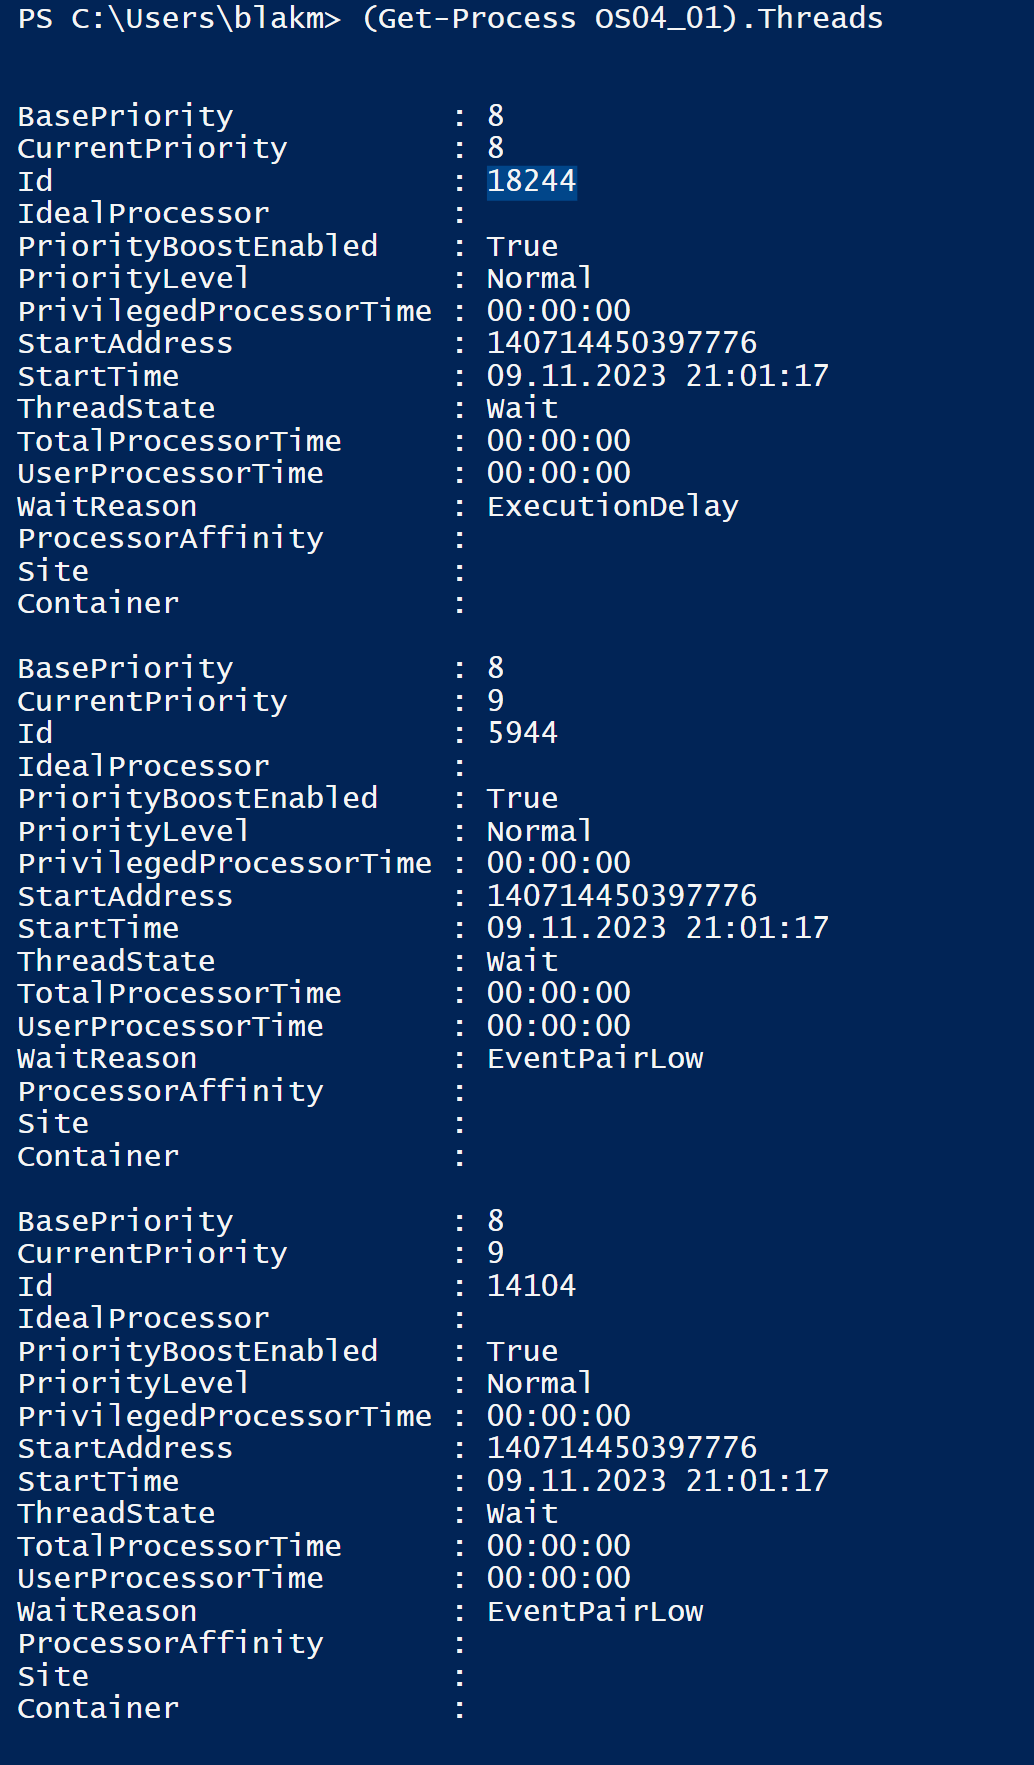 PS C:\Users\blakm> (Get-Process OS04_01).Threads
BasePriority : 8
CurrentPriority : 8
Id : 18244
IdealProcessor :
PriorityBoostEnabled : True
PriorityLevel : Normal
PrivilegedProcessorTime : 00:00:00
StartAddress : 140714450397776
StartTime : 09.11.2023 21:01:17
ThreadState : Wait
TotalProcessorTime : 00:00:00
UserProcessorTime : 00:00:00
WaitReason : ExecutionDelay
ProcessorAffinity :
Site :
Container :
BasePriority : 8
CurrentPriority : 9
Id : 5944
IdealProcessor :
PriorityBoostEnabled : True
PriorityLevel : Normal
PrivilegedProcessorTime : 00:00:00
StartAddress : 140714450397776
StartTime : 09.11.2023 21:01:17
ThreadState : Wait
TotalProcessorTime : 00:00:00
UserProcessorTime : 00:00:00
WaitReason : EventPairLow
ProcessorAffinity :
Site :
Container :
BasePriority : 8
CurrentPriority : 9
Id : 14104
IdealProcessor :
PriorityBoostEnabled : True
PriorityLevel : Normal
PrivilegedProcessorTime : 00:00:00
StartAddress : 140714450397776
StartTime : 09.11.2023 21:01:17
ThreadState : Wait
TotalProcessorTime : 00:00:00
UserProcessorTime : 00:00:00
WaitReason : EventPairLow
ProcessorAffinity :
Site :
Container :